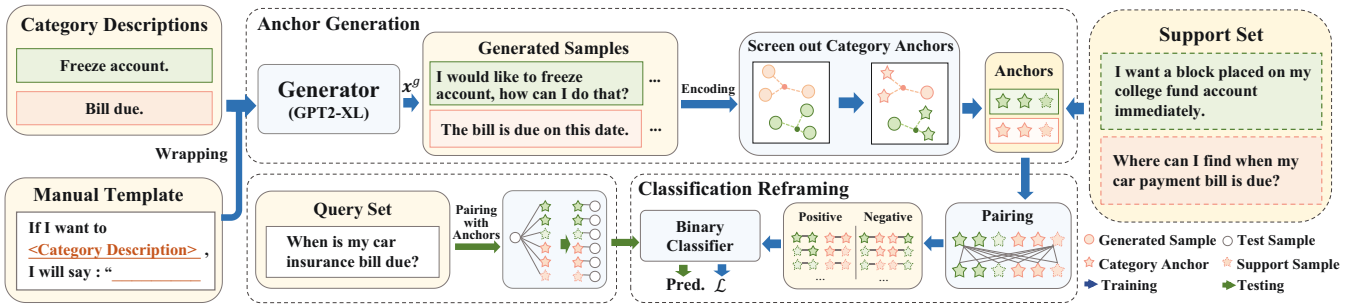 Category Descriptions
Freeze account.
Bill due.
Wrapping
Manual Template
If I want to
<Category Description> ,
I will say : “ __________
Anchor Generation
Generator
(GPT2-XL)
x^g
Generated Samples
I would like to freeze
account, how can I do that?
...
The bill is due on this date.
...
Encoding
Screen out Category Anchors
Anchors
Support Set
I want a block placed on my
college fund account
immediately.
Where can I find when my
car payment bill is due?
Query Set
When is my car
insurance bill due?
Pairing
with
Anchors
Classification Reframing
Binary
Classifier
Pred. ℒ
Positive Negative
... ...
Pairing
Generated Sample
Test Sample
Category Anchor
Support Sample
Training
Testing